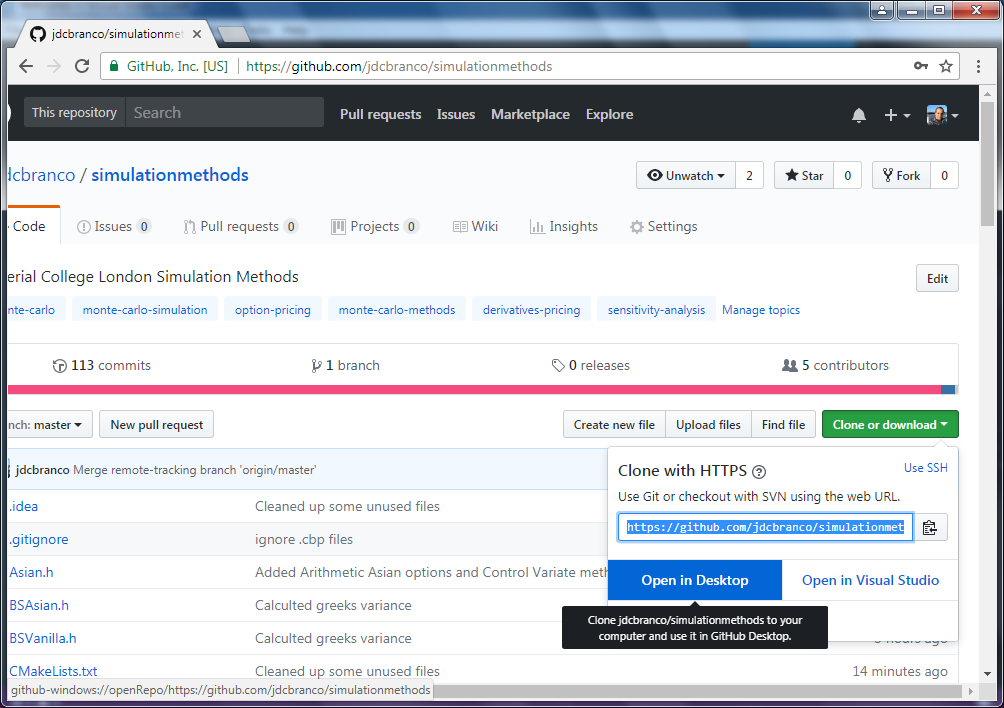 jdcbranco/simulationmet
GitHub, Inc. [US] https://github.com/jdcbranco/simulationmethods
This repository Search Pull requests Issues Marketplace Explore
jdcbranco / simulationmethods Unwatch 2 Star 0 Fork 0
Code Issues 0 Pull requests 0 Projects 0 Wiki Insights Settings
erial College London Simulation Methods Edit
nte-carlo monte-carlo-simulation option-pricing monte-carlo-methods derivatives-pricing sensitivity-analysis Manage topics
113 commits 1 branch 0 releases 5 contributors
nch: master New pull request Create new file Upload files Find file Clone or download
jdcbranco Merge remote-tracking branch 'origin/master'
Clone with HTTPS Use SSH
Use Git or checkout with SVN using the web URL.
https://github.com/jdcbranco/simulationmet
Open in Desktop Open in Visual Studio
Clone jdcbranco/simulationmethods to your
computer and use it in GitHub Desktop.
.idea Cleaned up some unused files
.gitignore ignore .cbp files
Asian.h Added Arithmetic Asian options and Control Variate meth
BSAsian.h Calculted greeks variance
BSVanilla.h Calculted greeks variance hours ago
CMakeLists.txt Cleaned up some unused files 14 minutes ago
github-windows://openRepo/https://github.com/jdcbranco/simulationmethods